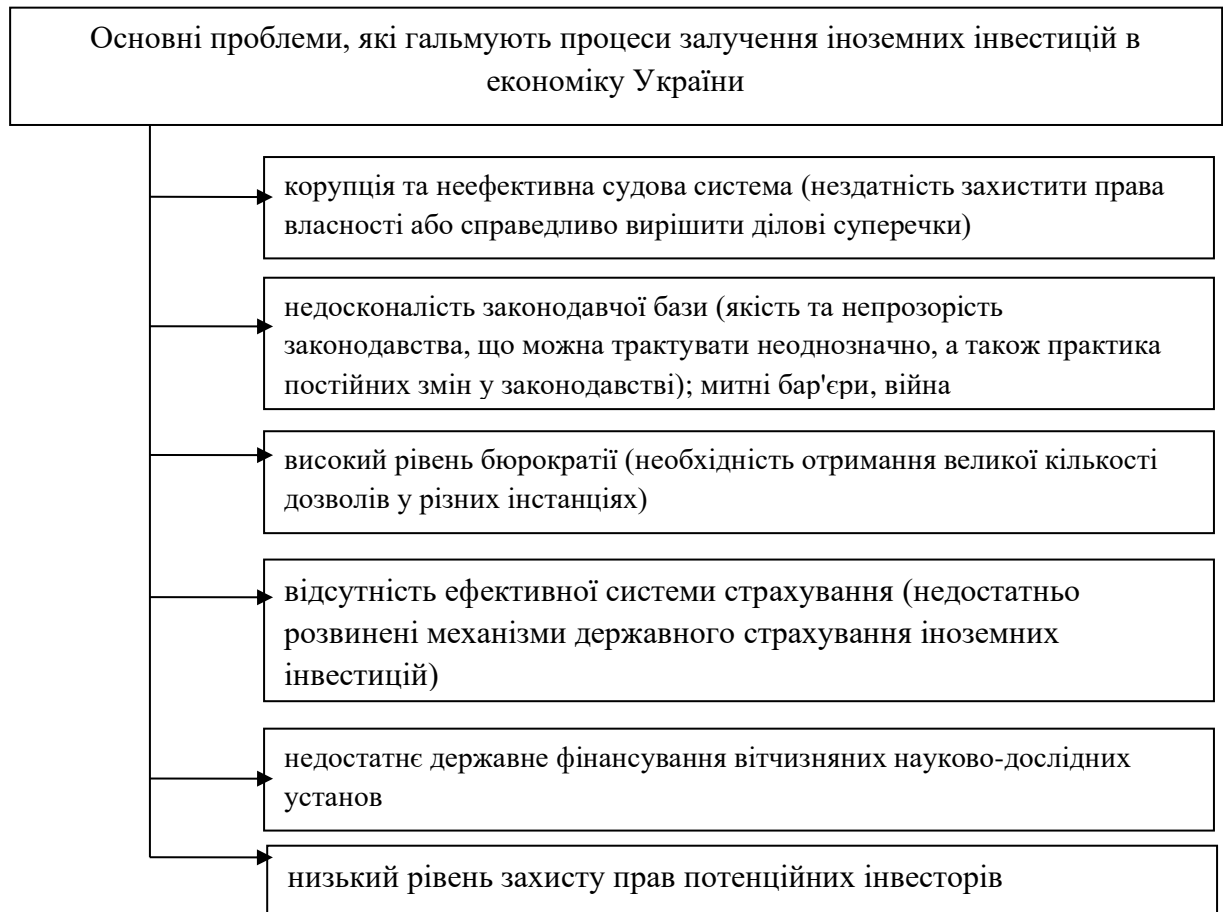 Основні проблеми, які гальмують процеси залучення іноземних інвестицій в
економіку України
корупція та неефективна судова система (нездатність захистити права
власності або справедливо вирішити ділові суперечки)
недосконалість законодавчої бази (якість та непрозорість
законодавства, що можна трактувати неоднозначно, а також практика
постійних змін у законодавстві); митні бар'єри, війна
високий рівень бюрократії (необхідність отримання великої кількості
дозволів у різних інстанціях)
відсутність ефективної системи страхування (недостатньо
розвинені механізми державного страхування іноземних
інвестицій)
недостатнє державне фінансування вітчизняних науково-дослідних
установ
низький рівень захисту прав потенційних інвесторів